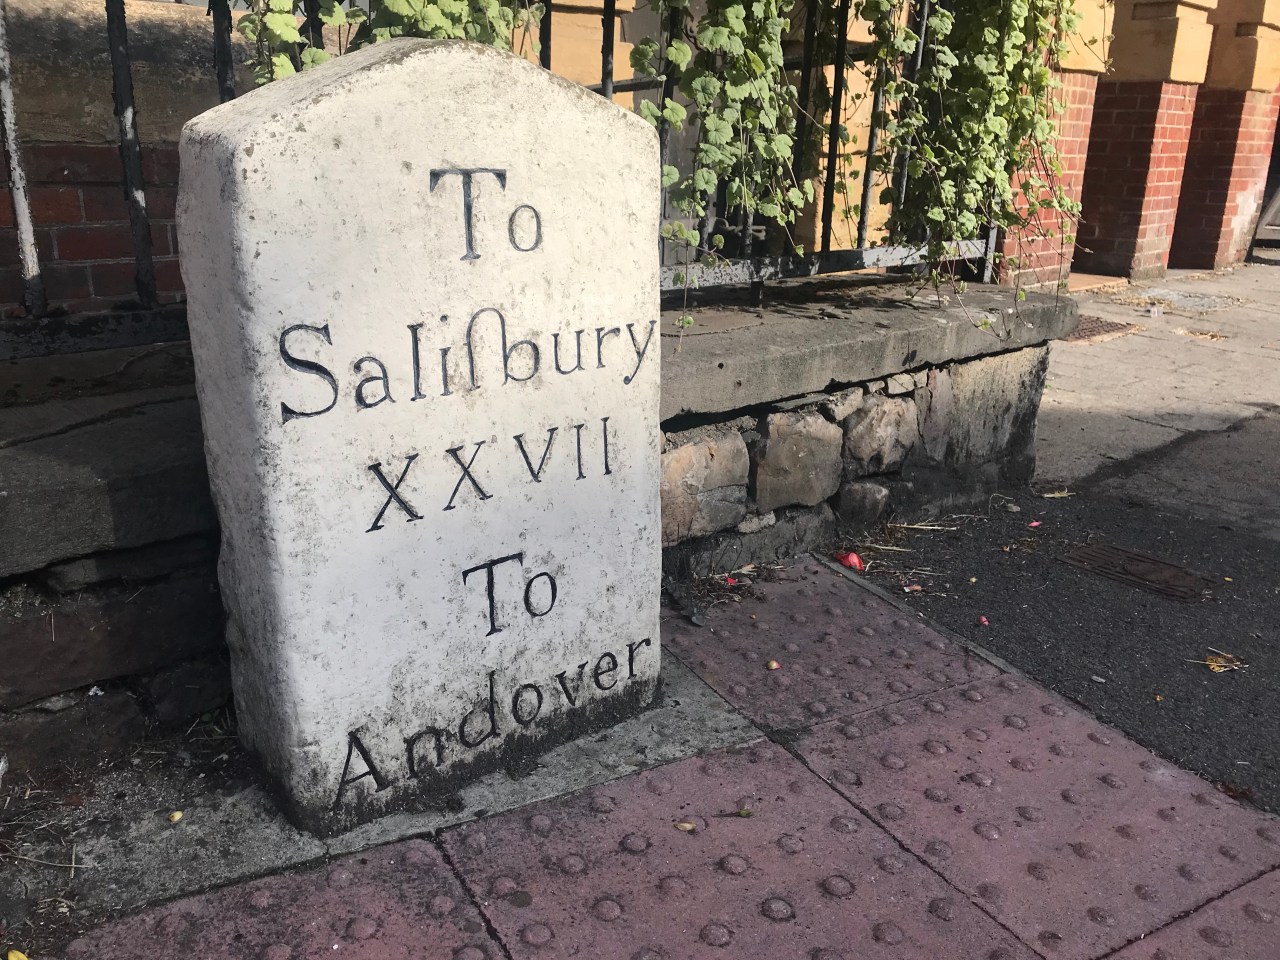 To
Saliſbury
XXVII
To
Andover